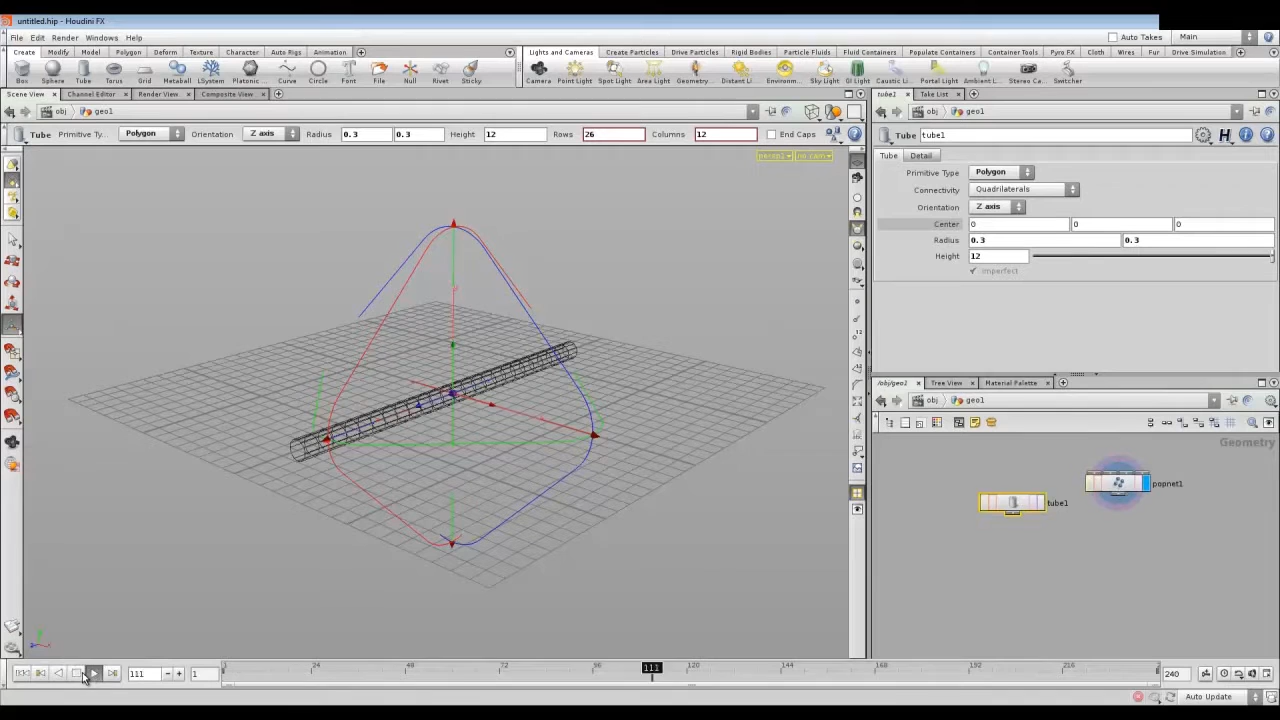 untitled.hip - Houdini FX
File Edit Render Windows Help Auto Takes Main
Create Modify Model Polygon Deform Texture Character Auto Rigs Animation Lights and Cameras Create Particles Drive Particles Rigid Bodies Particle Fluids Fluid Containers Populate Containers Container Tools Pyro FX Cloth Wires Fur Drive Simulation
Box Sphere Tube Torus Grid Metaball LSystem Platonic ... Curve Circle Font File Null Rivet Sticky Camera Point Light Spot Light Area Light Geometry... Distant L... Environm... Sky Light GI Light Caustic Li... Portal Light Ambient L... Stereo Ca... Switcher
Scene View Channel Editor Render View Composite View tube1 Take List
obj geo1 obj geo1
Tube Primitive Ty... Polygon Orientation Z axis Radius 0.3 0.3 Height 12 Rows 26 Columns 12 End Caps Tube tube1
persp1 no cam
Tube Detail
Primitive Type Polygon
Connectivity Quadrilaterals
Orientation Z axis
Center 0 0 0
Radius 0.3 0.3
Height 12
Imperfect
/obj/geo1 Tree View Material Palette
obj geo1
Geometry
popnet1
tube1
111 1 1 24 48 72 96 111 120 144 168 192 216 2 240
Auto Update